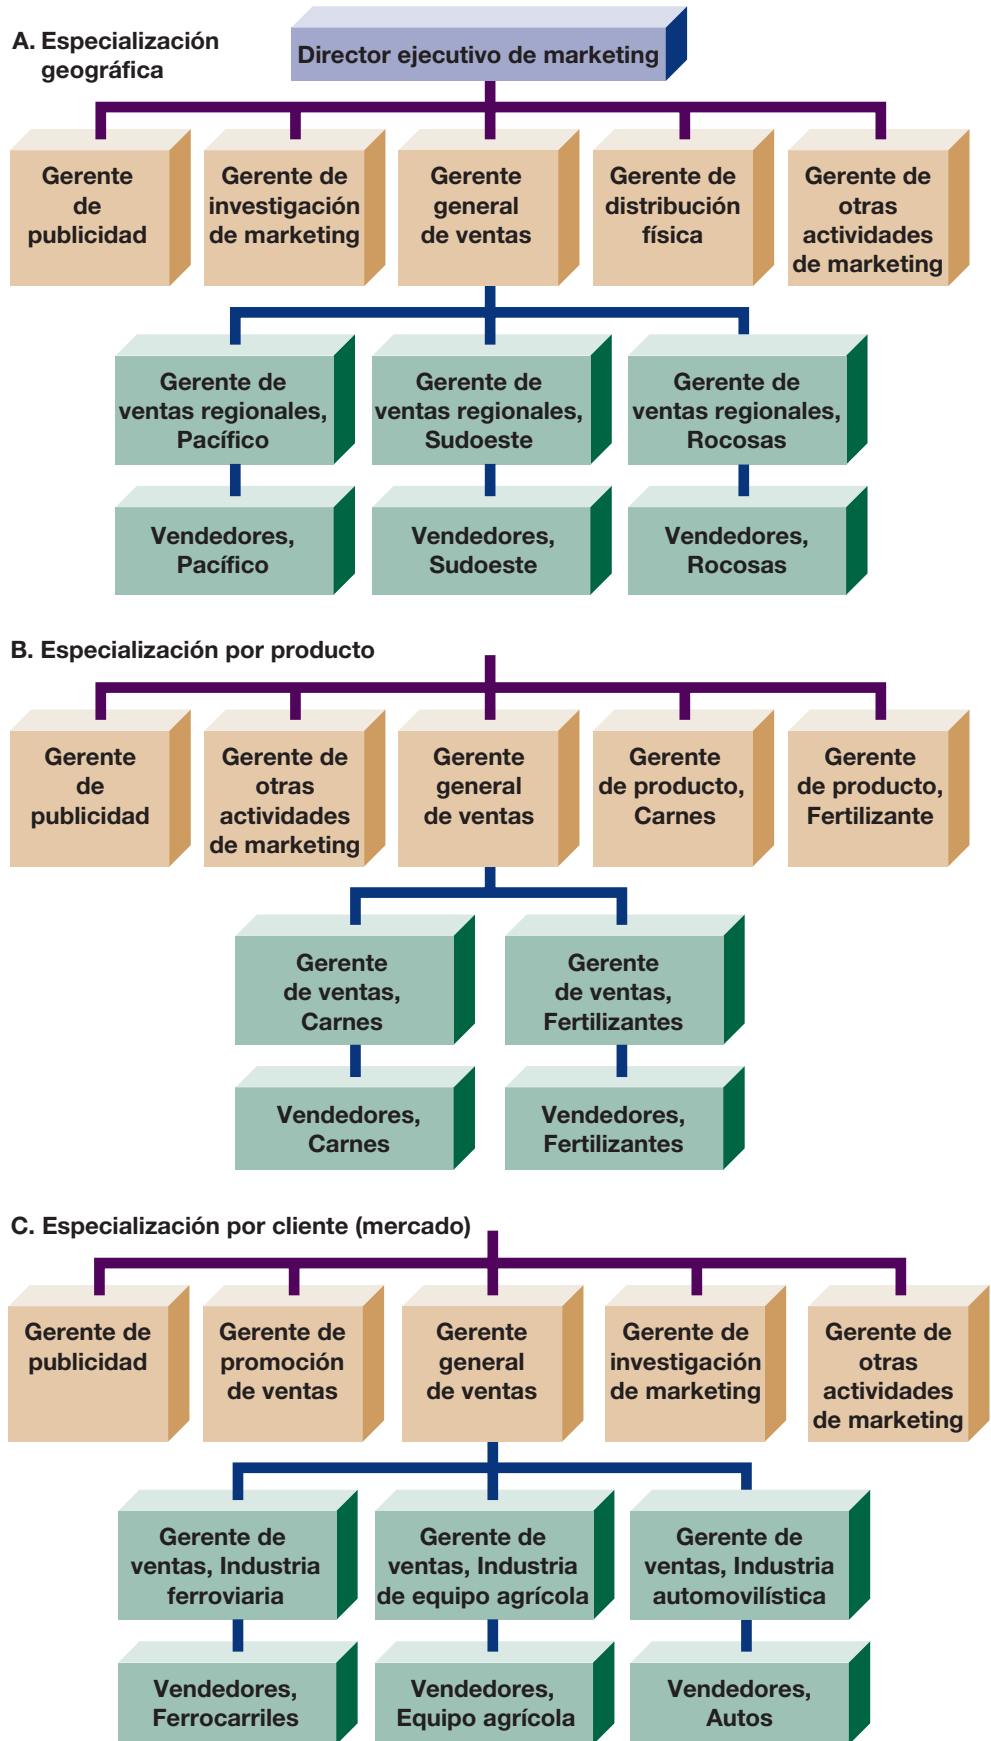 A. Especialización
geográfica
Director ejecutivo de marketing
Gerente
de
publicidad
Gerente de
investigación
de marketing
Gerente
general
de ventas
Gerente de
distribución
física
Gerente de
otras
actividades
de marketing
Gerente de
ventas regionales,
Pacífico
Gerente de
ventas regionales,
Sudoeste
Gerente de
ventas regionales,
Rocosas
Vendedores,
Pacífico
Vendedores,
Sudoeste
Vendedores,
Rocosas
B. Especialización por producto
Gerente
de
publicidad
Gerente de
otras
actividades
de marketing
Gerente
general
de ventas
Gerente
de producto,
Carnes
Gerente
de producto,
Fertilizante
Gerente
de ventas,
Carnes
Gerente
de ventas,
Fertilizantes
Vendedores,
Carnes
Vendedores,
Fertilizantes
C. Especialización por cliente (mercado)
Gerente de
publicidad
Gerente de
promoción
de ventas
Gerente
general
de ventas
Gerente de
investigación
de marketing
Gerente de
otras
actividades
de marketing
Gerente de
ventas, Industria
ferroviaria
Gerente de
ventas, Industria
de equipo agrícola
Gerente de
ventas, Industria
automovilística
Vendedores,
Ferrocarriles
Vendedores,
Equipo agrícola
Vendedores,
Autos